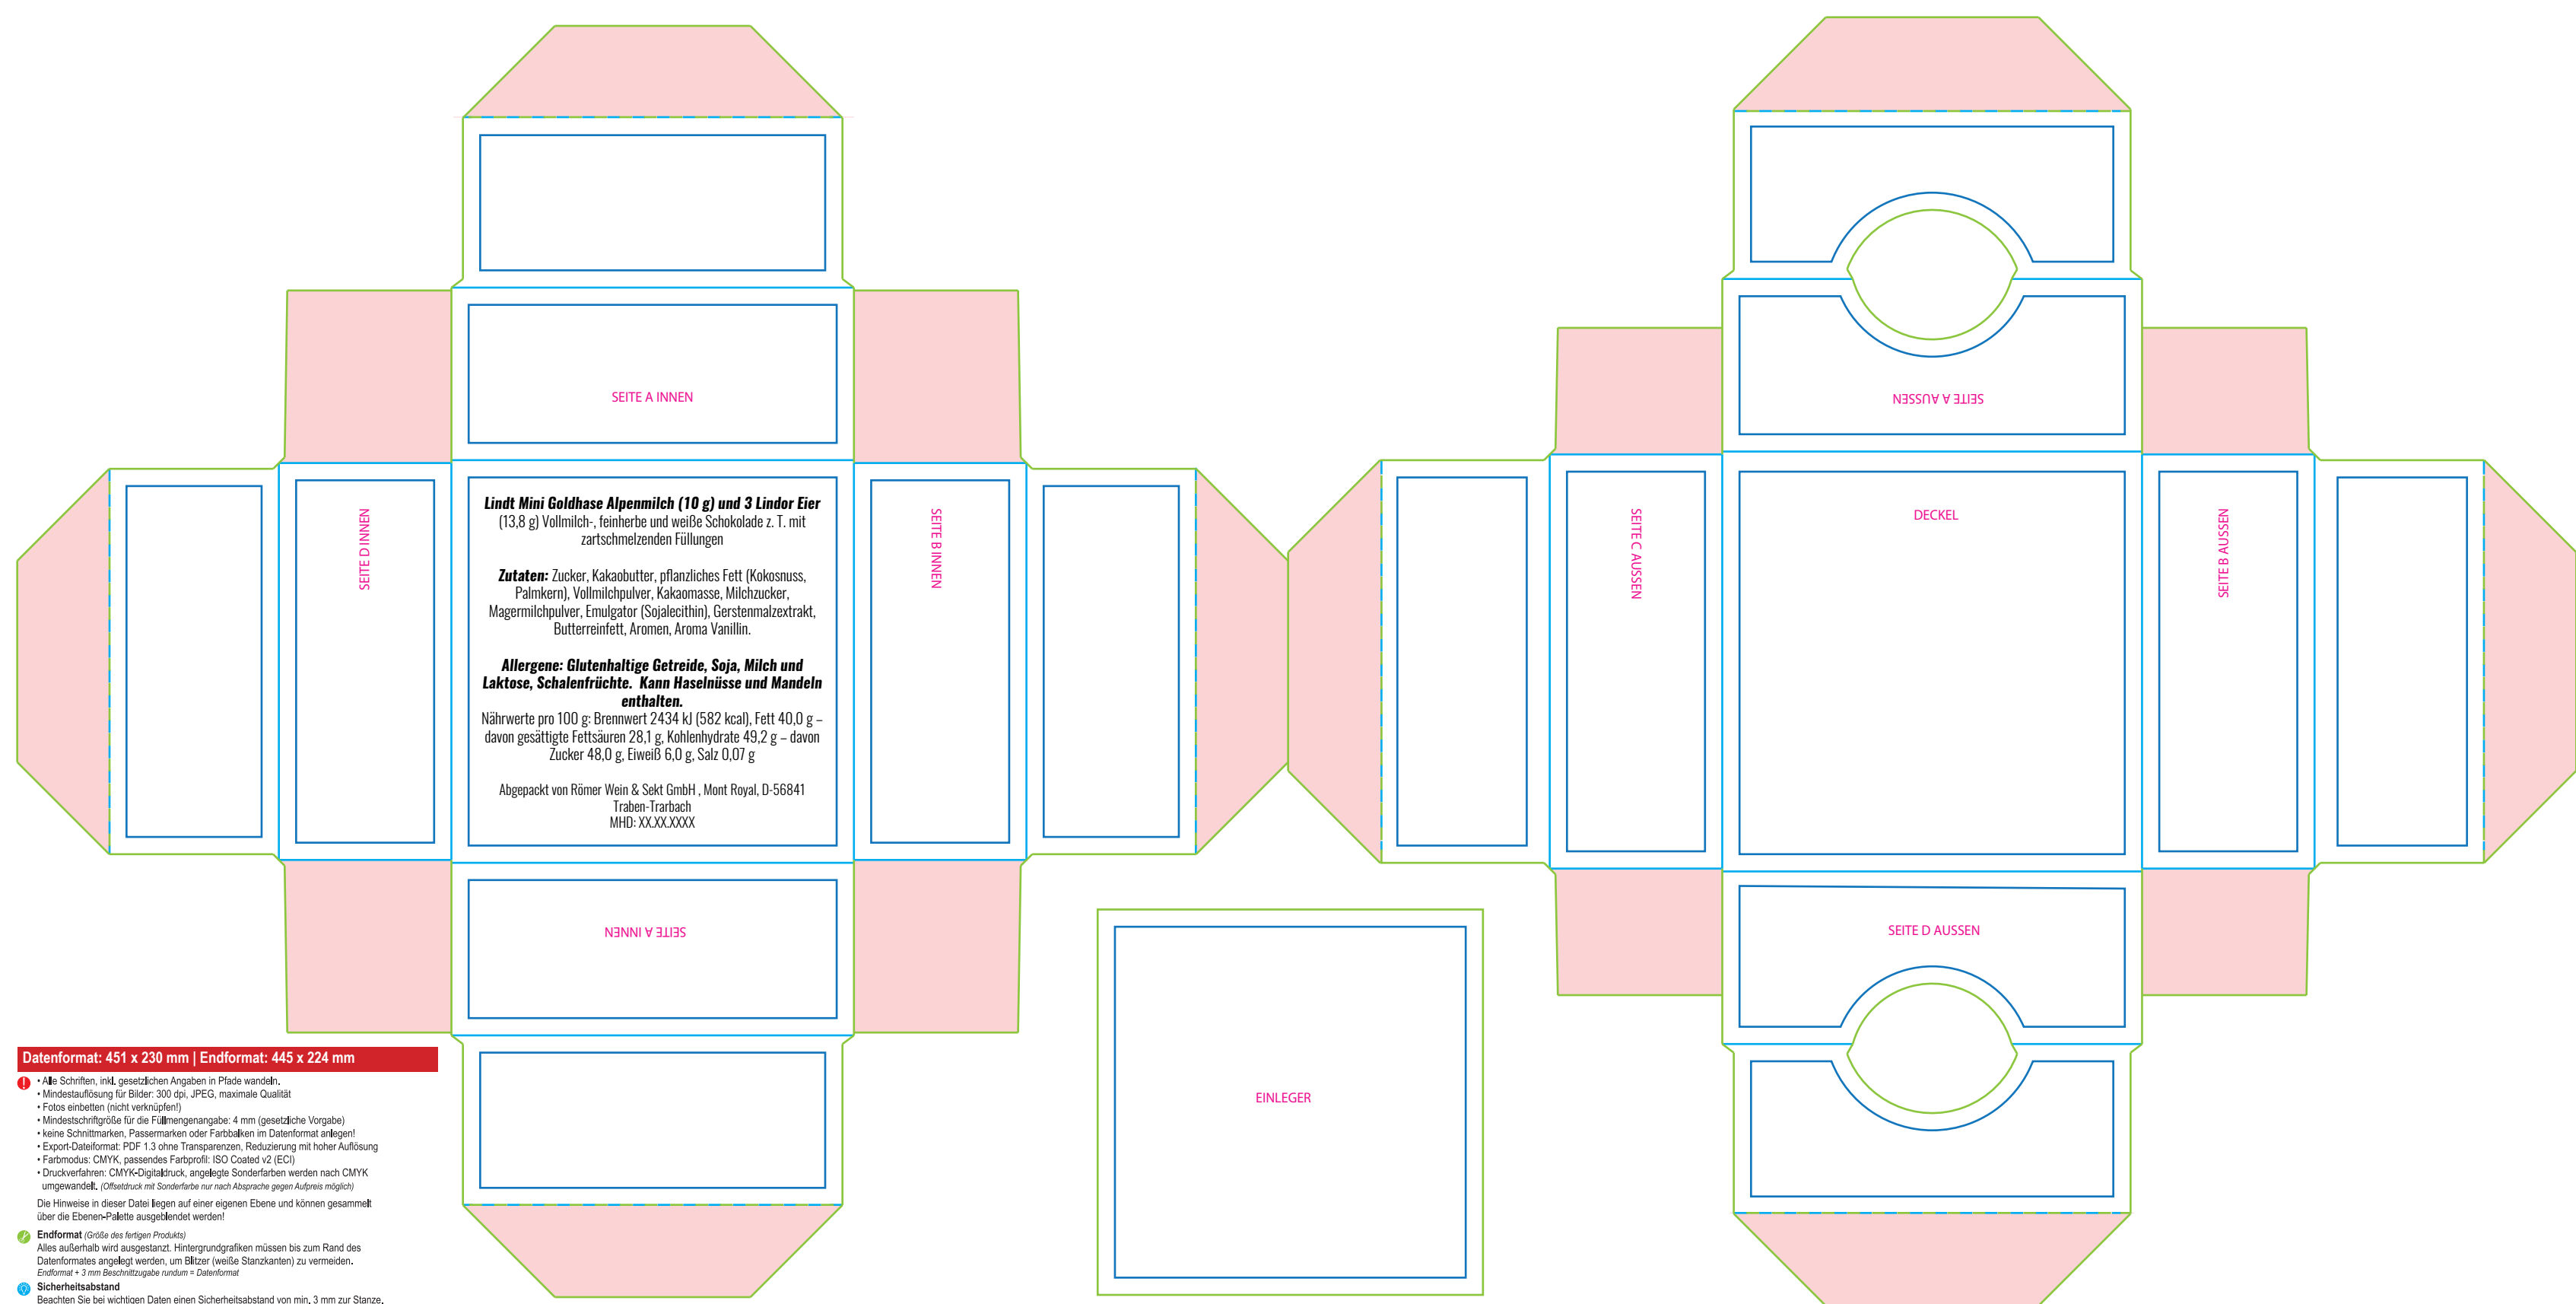 SEITE A INNEN
SEITE A AUSSEN
SEITE D INNEN
Lindt Mini Goldhase Alpenmilch (10 g) und 3 Lindor Eier
(13,8 g) Vollmilch-, feinherbe und weiße Schokolade z. T. mit
zartschmelzenden Füllungen
Zutaten: Zucker, Kakaobutter, pflanzliches Fett (Kokosnuss,
Palmkern), Vollmilchpulver, Kakaomasse, Milchzucker,
Magermilchpulver, Emulgator (Sojalecithin), Gerstenmalzextrakt,
Butterreinfett, Aromen, Aroma Vanillin.
Allergene: Glutenhaltige Getreide, Soja, Milch und
Laktose, Schalenfrüchte. Kann Haselnüsse und Mandeln
enthalten.
Nährwerte pro 100 g: Brennwert 2434 kJ (582 kcal), Fett 40,0 g –
davon gesättigte Fettsäuren 28,1 g, Kohlenhydrate 49,2 g – davon
Zucker 48,0 g, Eiweiß 6,0 g, Salz 0,07 g
Abgepackt von Römer Wein & Sekt GmbH , Mont Royal, D-56841
Traben-Trarbach
MHD: XX.XX.XXXX
SEITE B INNEN
SEITE C AUSSEN
DECKEL
SEITE B AUSSEN
SEITE A INNEN
SEITE D AUSSEN
EINLEGER
Datenformat: 451 x 230 mm | Endformat: 445 x 224 mm
• Alle Schriften, inkl. gesetzlichen Angaben in Pfade wandeln.
• Mindestauflösung für Bilder: 300 dpi, JPEG, maximale Qualität
• Fotos einbetten (nicht verknüpfen!)
• Mindestschriftgröße für die Füllmengenangabe: 4 mm (gesetzliche Vorgabe)
• keine Schnittmarken, Passermarken oder Farbbalken im Datenformat anlegen!
• Export-Dateiformat: PDF 1.3 ohne Transparenzen, Reduzierung mit hoher Auflösung
• Farbmodus: CMYK, passendes Farbprofil: ISO Coated v2 (ECI)
• Druckverfahren: CMYK-Digitaldruck, angelegte Sonderfarben werden nach CMYK
umgewandelt. (Offsetdruck mit Sonderfarbe nur nach Absprache gegen Aufpreis möglich)
Die Hinweise in dieser Datei liegen auf einer eigenen Ebene und können gesammelt
über die Ebenen-Palette ausgeblendet werden!
Endformat (Größe des fertigen Produkts)
Alles außerhalb wird ausgestanzt. Hintergrundgrafiken müssen bis zum Rand des
Datenformates angelegt werden, um Blitzer (weiße Stanzkanten) zu vermeiden.
Endformat + 3 mm Beschnittzugabe rundum = Datenformat
Sicherheitsabstand
Beachten Sie bei wichtigen Daten einen Sicherheitsabstand von min. 3 mm zur Stanze.